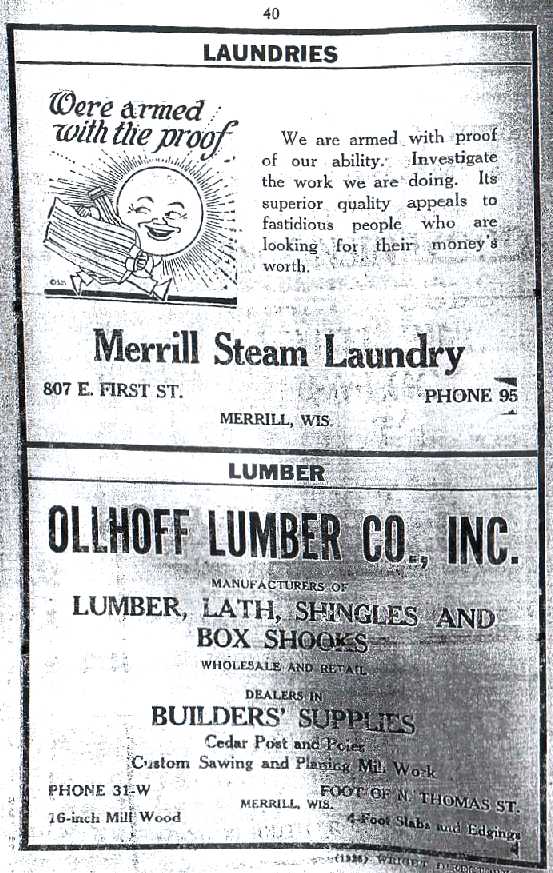 40
LAUNDRIES
We're armed
with the proof
We are armed with proof
of our ability. Investigate
the work we are doing. Its
superior quality appeals to
fastidious people who are
looking for their money's
worth.
Merrill Steam Laundry
807 E. FIRST ST.
PHONE 95
MERRILL, WIS.
LUMBER
OLLHOFF LUMBER CO., INC.
MANUFACTURERS OF
LUMBER, LATH, SHINGLES AND
BOX SHOOKS
WHOLESALE AND RETAIL
DEALERS IN
BUILDERS' SUPPLIES
Cedar Post and Poles
Custom Sawing and Planing Mill Work
PHONE 31-W
FOOT OF N. THOMAS ST.
MERRILL, WIS.
16-inch Mill Wood
4-Foot Slabs and Edgings
WRIGHT DIRECTORY